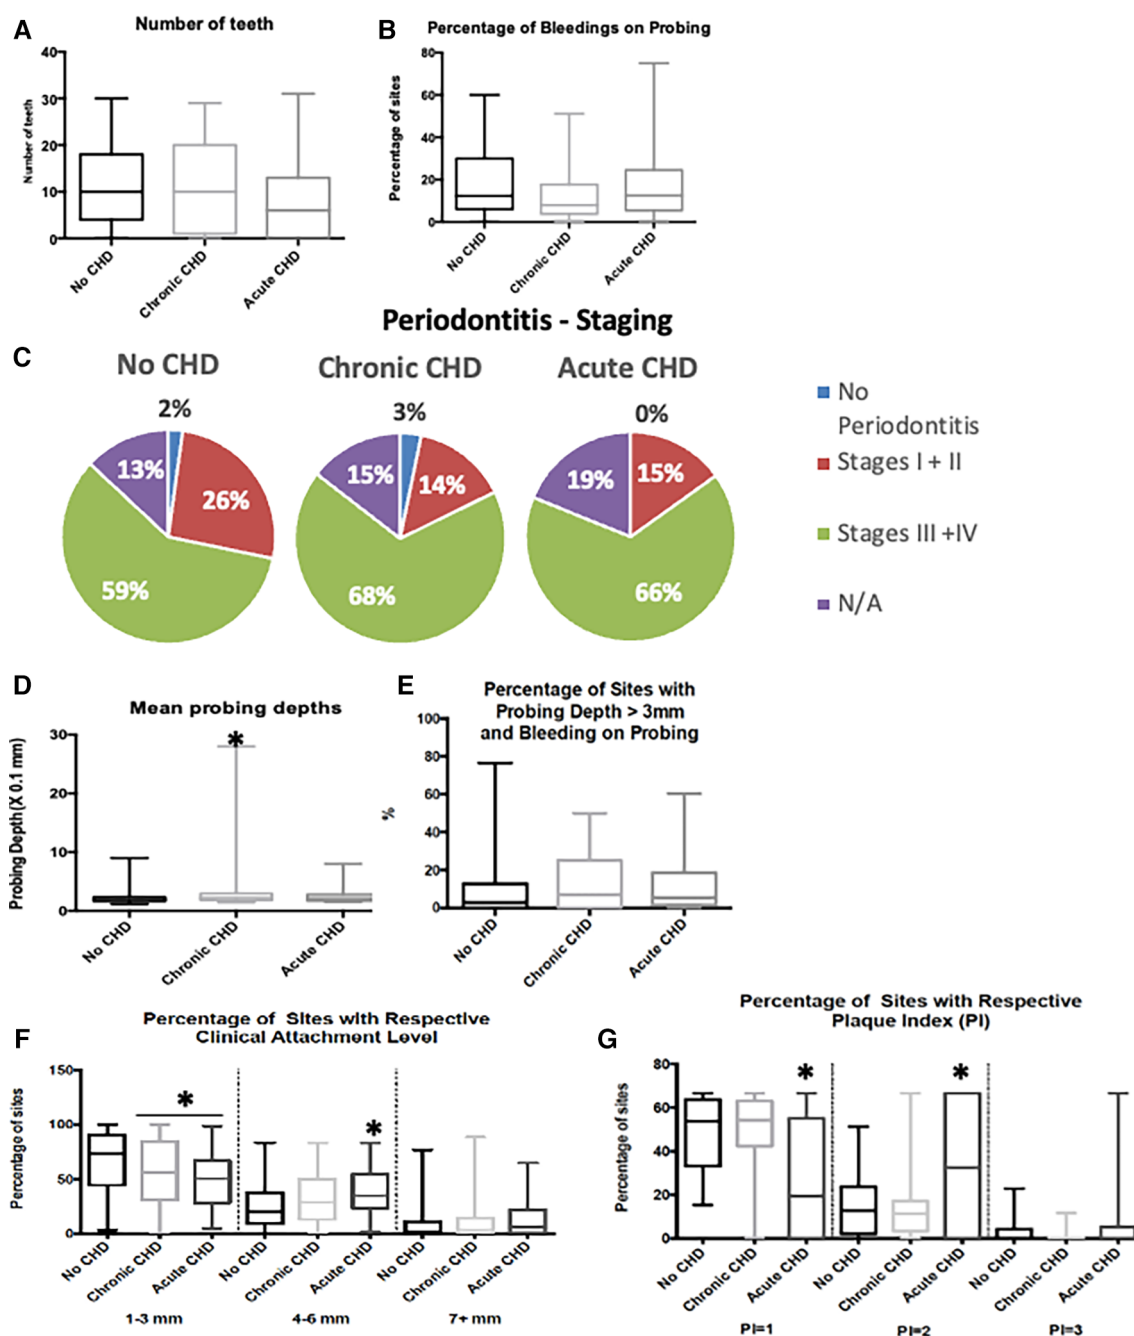 A
Number of teeth
Number of teeth
40
30
20
10
0
No CHD
Chronic CHD
Acute CHD
B
Percentage of Bleedings on Probing
Percentage of sites
80
60
40
20
0
No CHD
Chronic CHD
Acute CHD
Periodontitis - Staging
C
No CHD
Chronic CHD
Acute CHD
2%
3%
0%
13%
26%
59%
15%
14%
68%
19%
15%
66%
No
Periodontitis
Stages I + II
Stages III +IV
N/A
D
Mean probing depths
Probing Depth(X 0.1 mm)
30
20
10
0
*
No CHD
Chronic CHD
Acute CHD
E
Percentage of Sites with
Probing Depth > 3mm
and Bleeding on Probing
%
100
80
60
40
20
0
No CHD
Chronic CHD
Acute CHD
F
Percentage of Sites with Respective
Clinical Attachment Level
Percentage of sites
150
100
50
0
*
*
No CHD
Chronic CHD
Acute CHD
No CHD
Chronic CHD
Acute CHD
No CHD
Chronic CHD
Acute CHD
1-3 mm
4-6 mm
7+ mm
G
Percentage of Sites with Respective
Plaque Index (PI)
Percentage of sites
80
60
40
20
0
*
*
No CHD
Chronic CHD
Acute CHD
No CHD
Chronic CHD
Acute CHD
No CHD
Chronic CHD
Acute CHD
PI=1
PI=2
PI=3